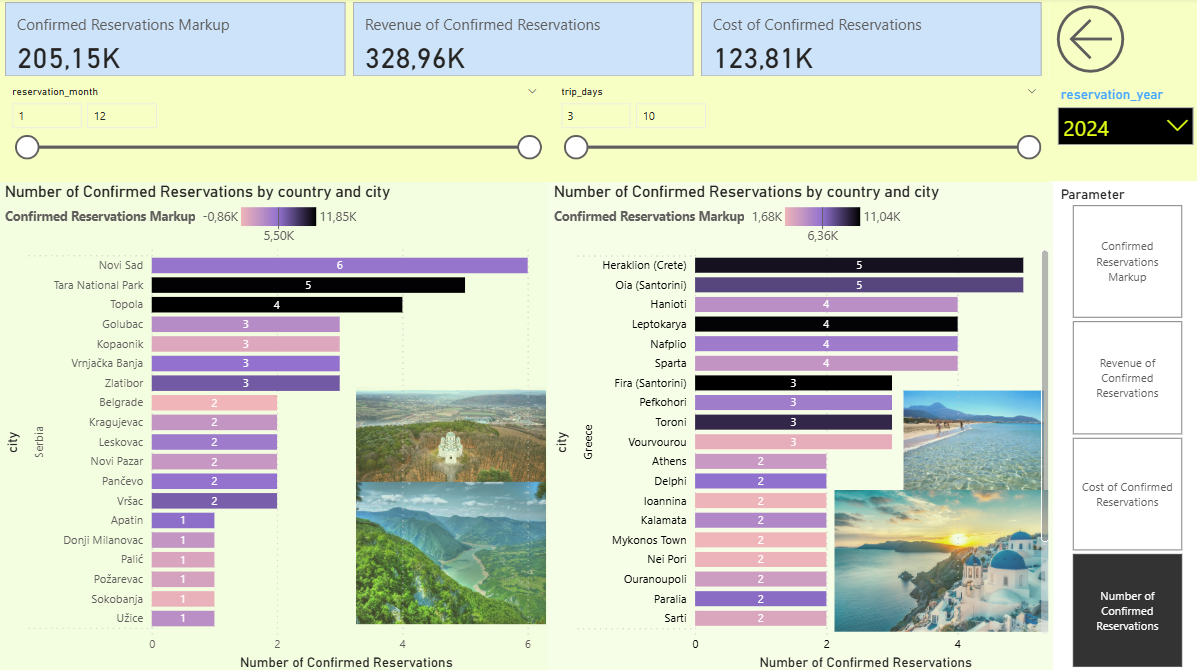 Confirmed Reservations Markup
205,15K
Revenue of Confirmed Reservations
328,96K
Cost of Confirmed Reservations
123,81K
reservation_month
1
12
trip_days
3
10
reservation_year
2024
Number of Confirmed Reservations by country and city
Confirmed Reservations Markup -0,86K 11,85K
5,50K
city
Serbia
Novi Sad 6
Tara National Park 5
Topola 4
Golubac 3
Kopaonik 3
Vrnjačka Banja 3
Zlatibor 3
Belgrade 2
Kragujevac 2
Leskovac 2
Novi Pazar 2
Pančevo 2
Vršac 2
Apatin 1
Donji Milanovac 1
Palić 1
Požarevac 1
Sokobanja 1
Užice 1
0 2 4 6
Number of Confirmed Reservations
Number of Confirmed Reservations by country and city
Confirmed Reservations Markup 1,68K 11,04K
6,36K
city
Greece
Heraklion (Crete) 5
Oia (Santorini) 5
Hanioti 4
Leptokarya 4
Nafplio 4
Sparta 4
Fira (Santorini) 3
Pefkohori 3
Toroni 3
Vourvourou 3
Athens 2
Delphi 2
Ioannina 2
Kalamata 2
Mykonos Town 2
Nei Pori 2
Ouranoupoli 2
Paralia 2
Sarti 2
0 2 4
Number of Confirmed Reservations
Parameter
Confirmed
Reservations
Markup
Revenue of
Confirmed
Reservations
Cost of Confirmed
Reservations
Number of
Confirmed
Reservations